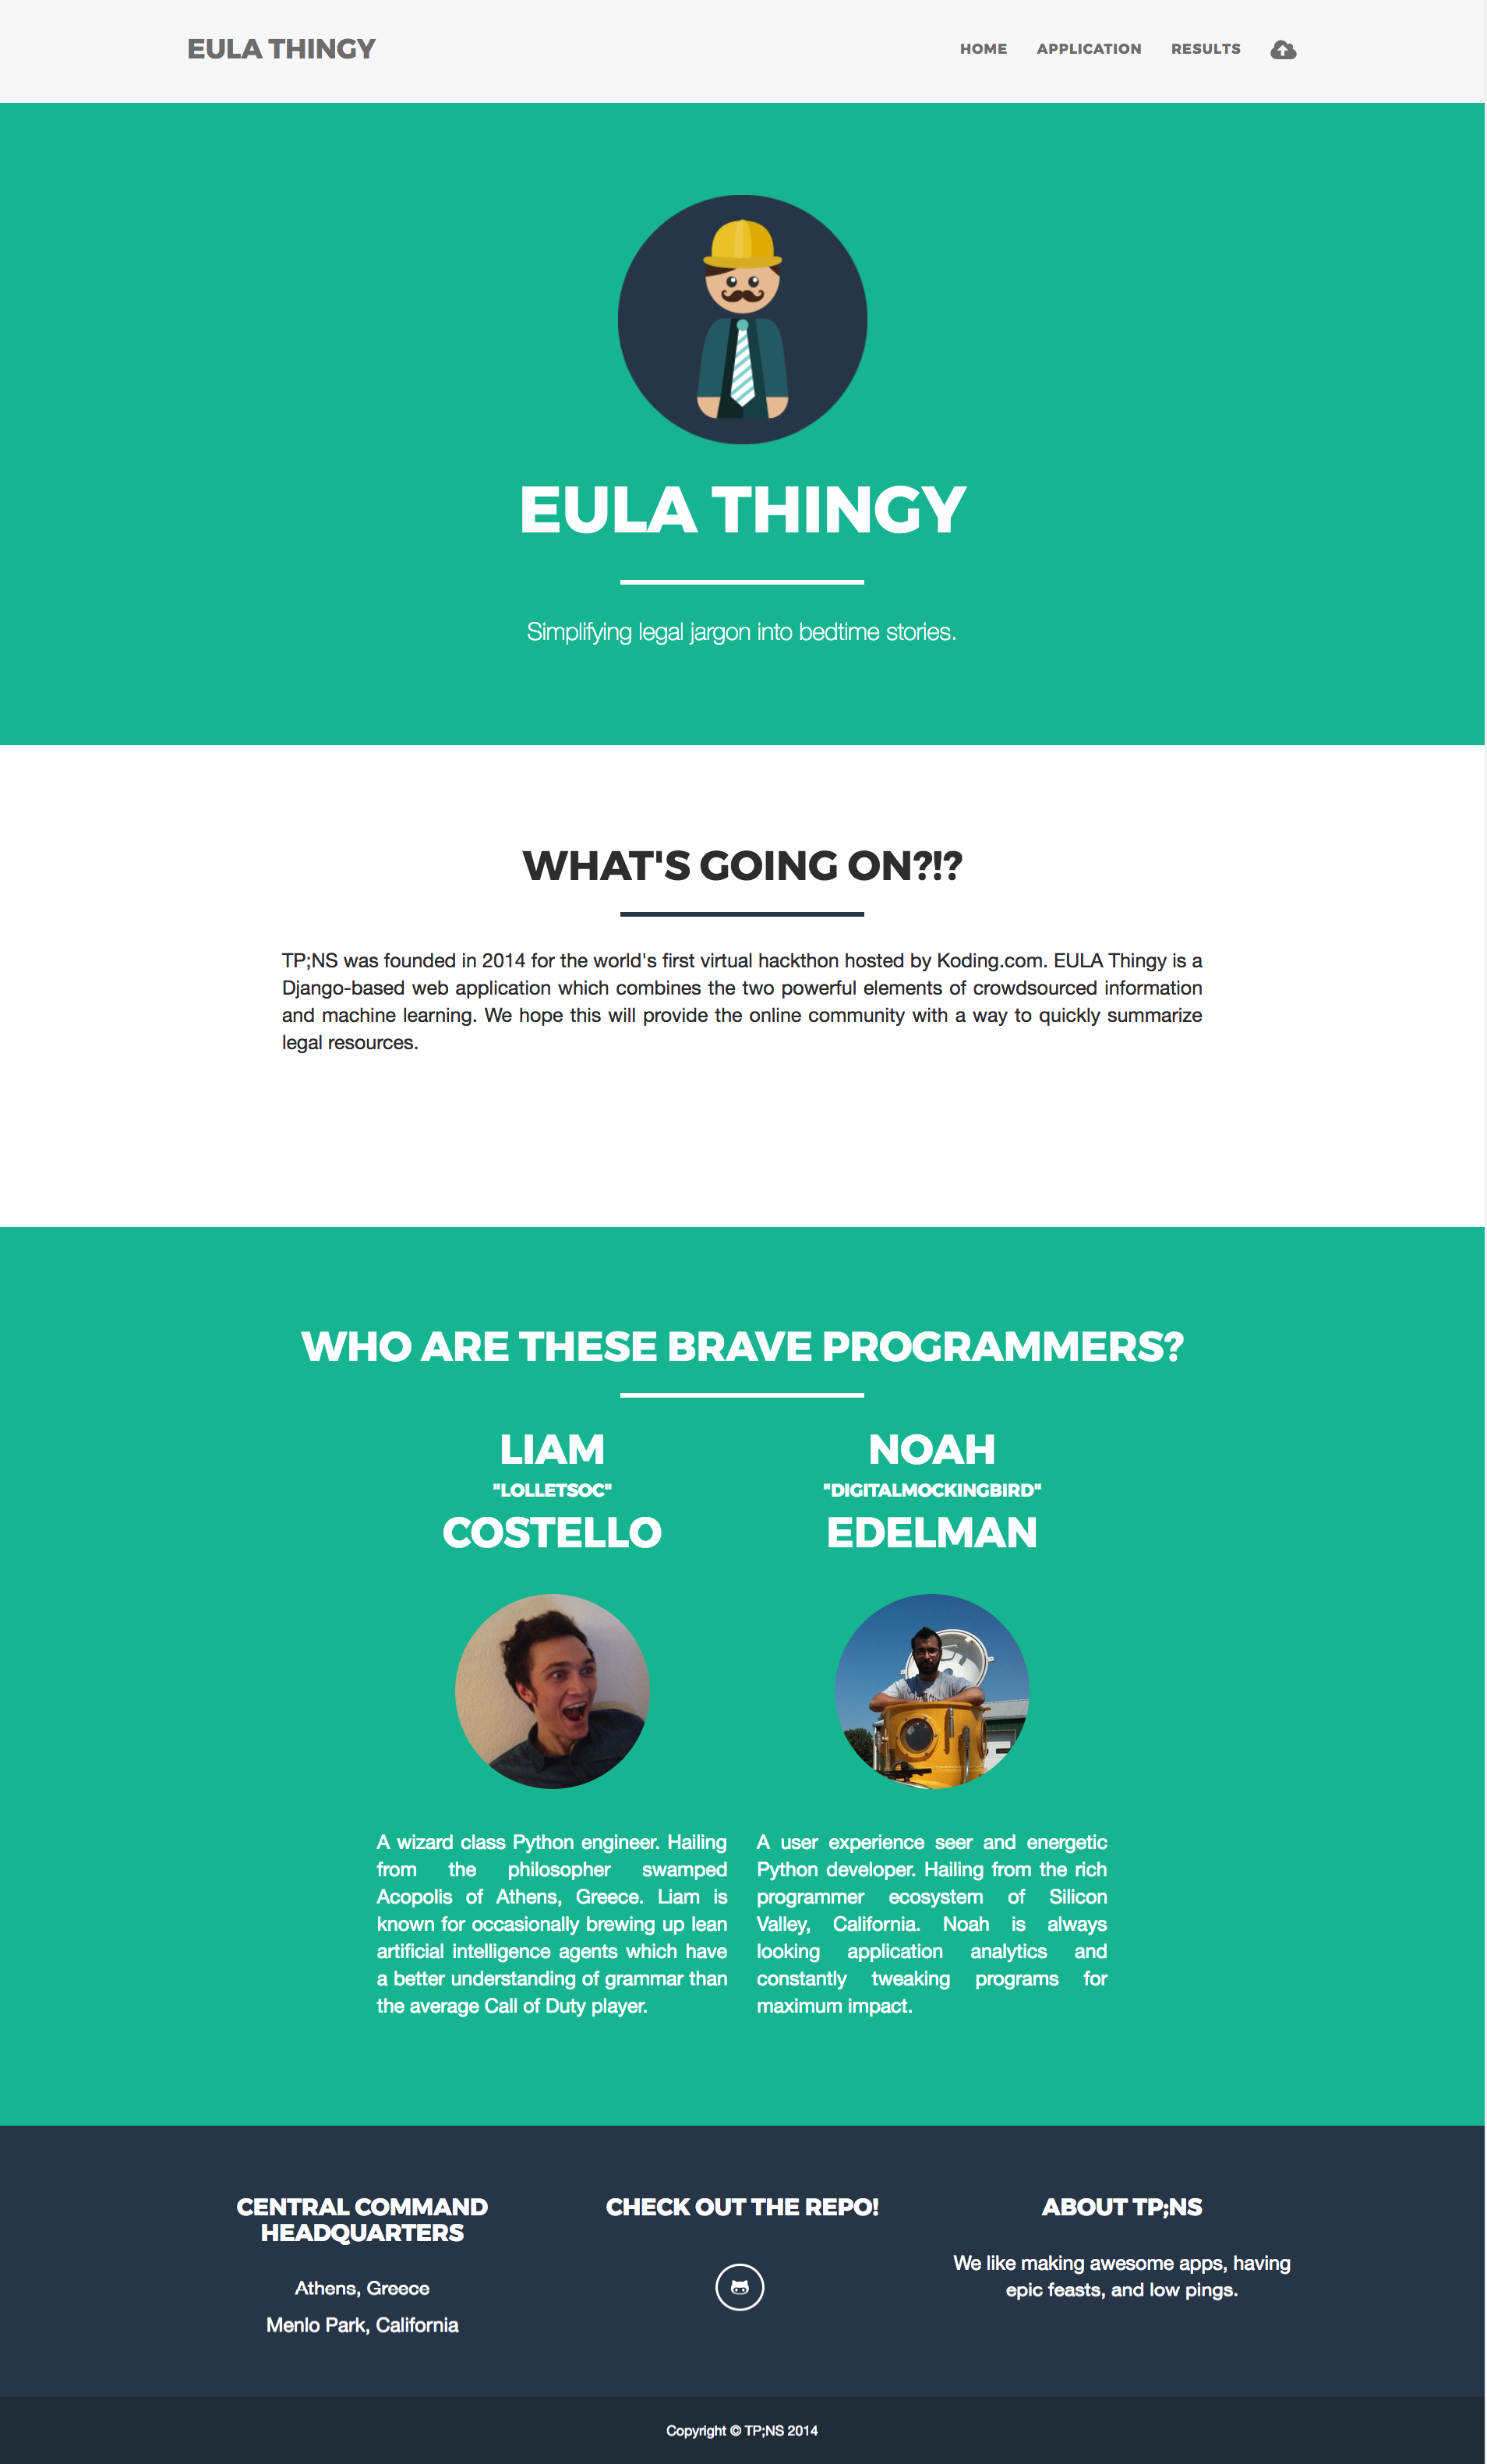 EULA THINGY
HOME APPLICATION RESULTS
EULA THINGY
Simplifying legal jargon into bedtime stories.
WHAT'S GOING ON?!?
TP;NS was founded in 2014 for the world's first virtual hackthon hosted by Koding.com. EULA Thingy is a
Django-based web application which combines the two powerful elements of crowdsourced information
and machine learning. We hope this will provide the online community with a way to quickly summarize
legal resources.
WHO ARE THESE BRAVE PROGRAMMERS?
LIAM
"LOLLETSOC"
COSTELLO
A wizard class Python engineer. Hailing
from the philosopher swamped
Acopolis of Athens, Greece. Liam is
known for occasionally brewing up lean
artificial intelligence agents which have
a better understanding of grammar than
the average Call of Duty player.
NOAH
"DIGITALMOCKINGBIRD"
EDELMAN
A user experience seer and energetic
Python developer. Hailing from the rich
programmer ecosystem of Silicon
Valley, California. Noah is always
looking application analytics and
constantly tweaking programs for
maximum impact.
CENTRAL COMMAND
HEADQUARTERS
Athens, Greece
Menlo Park, California
CHECK OUT THE REPO!
ABOUT TP;NS
We like making awesome apps, having
epic feasts, and low pings.
Copyright © TP;NS 2014